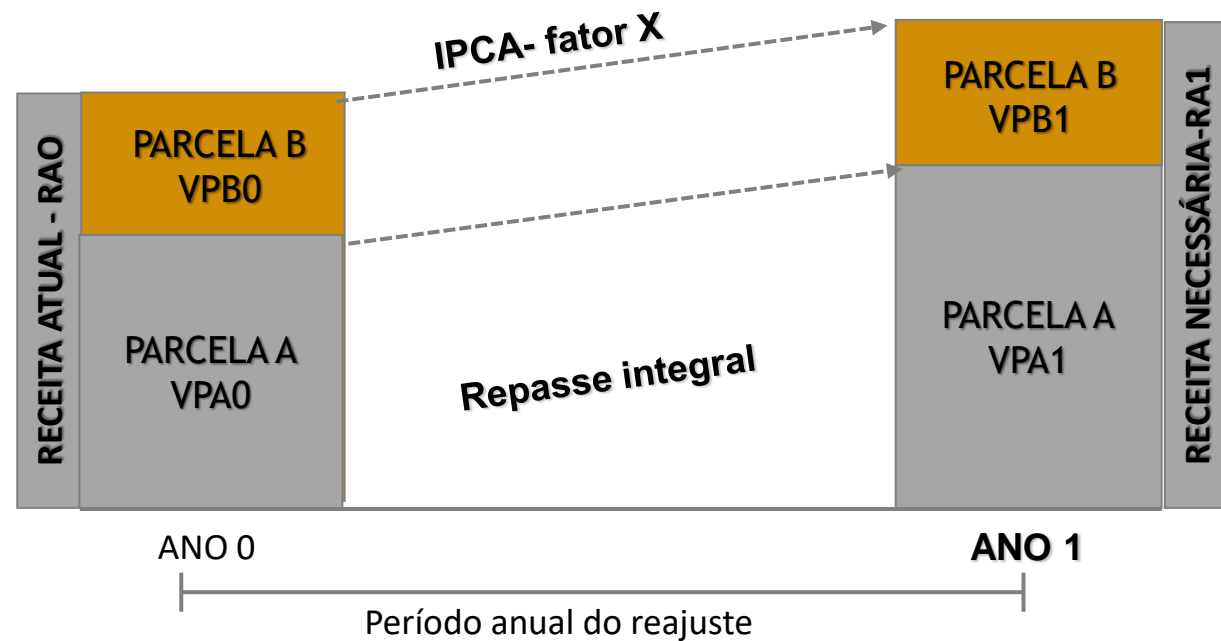 IPCA- fator X
RECEITA ATUAL - RAO
PARCELA B
VPB0
PARCELA A
VPA0
Repasse integral
PARCELA B
VPB1
PARCELA A
VPA1
RECEITA NECESSÁRIA-RA1
ANO 0
ANO 1
Período anual do reajuste